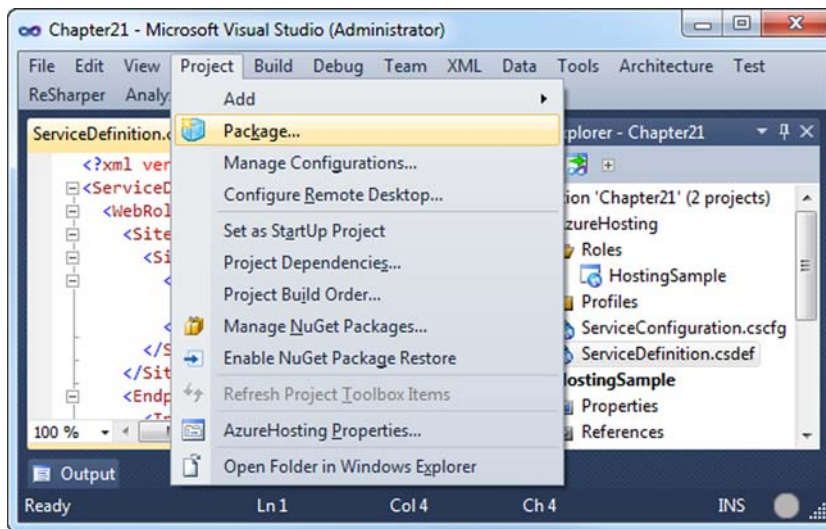 Chapter21 - Microsoft Visual Studio (Administrator)
File Edit View Project Build Debug Team XML Data Tools Architecture Test
ReSharper Analy
ServiceDefinition.
Add
Package...
Manage Configurations...
Configure Remote Desktop...
Set as StartUp Project
Project Dependencies...
Project Build Order...
Manage NuGet Packages...
Enable NuGet Package Restore
Refresh Project Toolbox Items
AzureHosting Properties...
Open Folder in Windows Explorer
<?xml ver
<ServiceD
<WebRol
<Site
<Si
<
<
</S
</Sit
<Endp
<In
100 %
xplorer - Chapter21
ion 'Chapter21' (2 projects)
zureHosting
Roles
HostingSample
Profiles
ServiceConfiguration.cscfg
ServiceDefinition.csdef
ostingSample
Properties
References
Output
Ready Ln 1 Col 4 Ch 4 INS